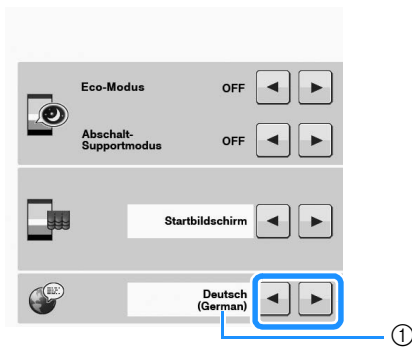 Eco-Modus OFF
Abschalt-
Supportmodus OFF
Startbildschirm
Deutsch
(German)
①